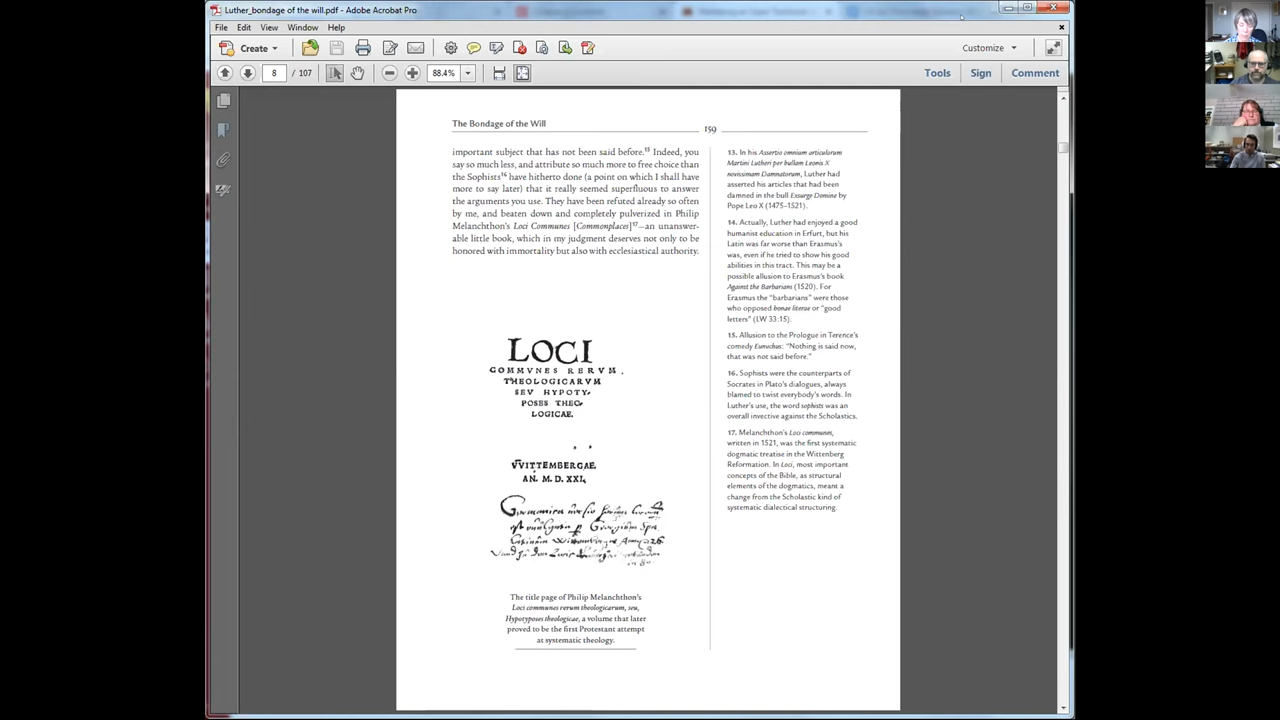 Luther_bondage of the will.pdf - Adobe Acrobat Pro
File Edit View Window Help
Create
Customize
8 / 107
88.4%
Tools Sign Comment
The Bondage of the Will
159
important subject that has not been said before.15 Indeed, you
say so much less, and attribute so much more to free choice than
the Sophists16 have hitherto done (a point on which I shall have
more to say later) that it really seemed superfluous to answer
the arguments you use. They have been refuted already so often
by me, and beaten down and completely pulverized in Philip
Melanchthon's Loci Communes [Commonplaces]17—an unanswer-
able little book, which in my judgment deserves not only to be
honored with immortality but also with ecclesiastical authority.
LOCI
COMMVNES RERVM
THEOLOGICARVM
SEV HYPOTY-
POSES THEO-
LOGICAE.
VVITTEMBERGAE
AN. M. D. XXI.
The title page of Philip Melanchthon's
Loci communes rerum theologicarum, seu,
Hypotyposes theologicae, a volume that later
proved to be the first Protestant attempt
at systematic theology.
13. In his Assertio omnium articulorum
Martini Lutheri per bullam Leonis X
novissimam Damnatorum, Luther had
asserted his articles that had been
damned in the bull Exsurge Domine by
Pope Leo X (1475–1521).
14. Actually, Luther had enjoyed a good
humanist education in Erfurt, but his
Latin was far worse than Erasmus's
was, even if he tried to show his good
abilities in this tract. This may be a
possible allusion to Erasmus's book
Against the Barbarians (1520). For
Erasmus the "barbarians" were those
who opposed bonae literae or "good
letters" (LW 33:15).
15. Allusion to the Prologue in Terence's
comedy Eunuchus: "Nothing is said now,
that was not said before."
16. Sophists were the counterparts of
Socrates in Plato's dialogues, always
blamed to twist everybody's words. In
Luther's use, the word sophists was an
overall invective against the Scholastics.
17. Melanchthon's Loci communes,
written in 1521, was the first systematic
dogmatic treatise in the Wittenberg
Reformation. In Loci, most important
concepts of the Bible, as structural
elements of the dogmatics, meant a
change from the Scholastic kind of
systematic dialectical structuring.